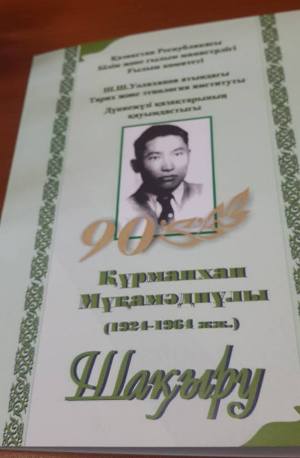 Қазақстан Республикасы
Білім және ғылым министрлігі
Ғылым комитеті
Ш.Ш.Уәлиханов атындағы
Тарих және этнология институты
Дүниежүзі қазақтарының
қауымдастығы
90 жыл
Құрманхан
Мұқамәдиұлы
(1924-1964 жж.)
Шақыру